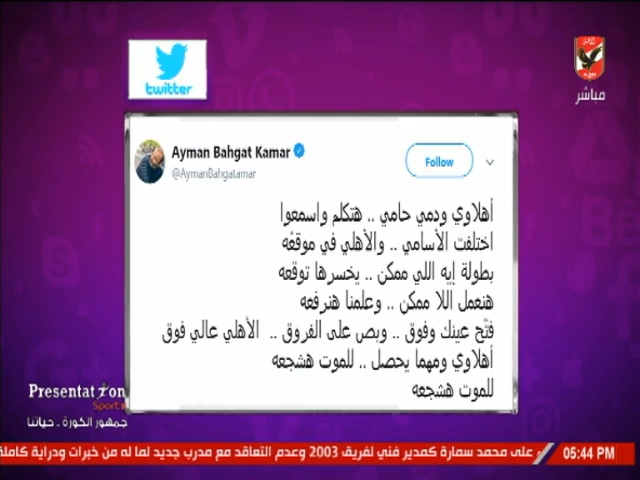 twitter
مباشر
Ayman Bahgat Kamar
@AymanBahgatamar
Follow
أهلاوي ودمي حامي .. هتكلم واسمعوا
اختلفت الأسامي .. والأهلي في موقعُه
بطولة إيه اللي ممكن .. يخسرها توقعه
هنعمل اللا ممكن .. وعلمنا هنرفعه
فتّح عينك وفوق .. وبص على الفروق .. الأهلي عالي فوق
أهلاوي ومهما يحصل .. للموت هشجعه
للموت هشجعه
Presentation
Sports
جمهور الكورة .. حياتنا
على محمد سمارة كمدير فني لفريق 2003 وعدم التعاقد مع مدرب جديد لما له من خبرات ودراية كاملة
05:44 PM